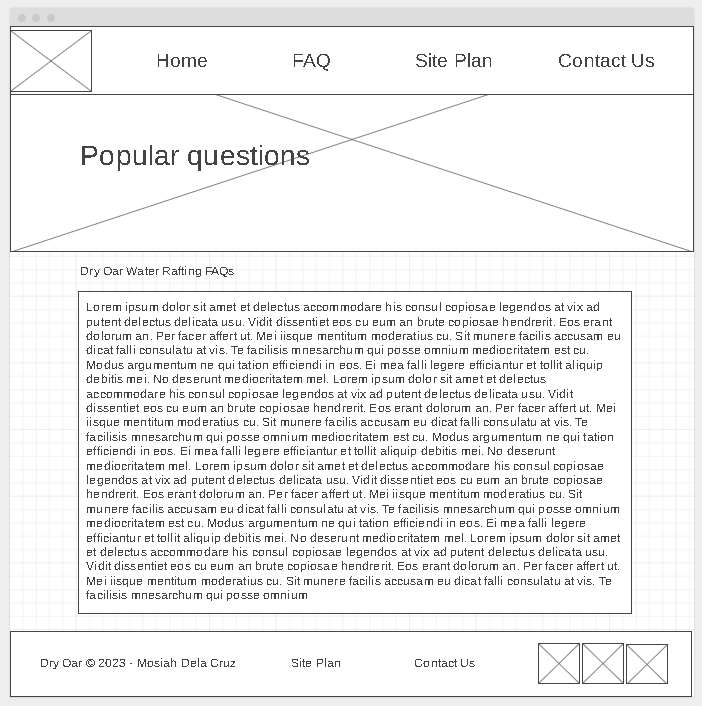 Home FAQ Site Plan Contact Us
Popular questions
Dry Oar Water Rafting FAQs
Lorem ipsum dolor sit amet et delectus accommodare his consul copiosae legendos at vix ad
putent delectus delicata usu. Vidit dissentiet eos cu eum an brute copiosae hendrerit. Eos erant
dolorum an. Per facer affert ut. Mei iisque mentitum moderatius cu. Sit munere facilis accusam eu
dicat falli consulatu at vis. Te facilisis mnesarchum qui posse omnium mediocritatem est cu.
Modus argumentum ne qui tation efficiendi in eos. Ei mea falli legere efficiantur et tollit aliquip
debitis mei. No deserunt mediocritatem mel. Lorem ipsum dolor sit amet et delectus
accommodare his consul copiosae legendos at vix ad putent delectus delicata usu. Vidit
dissentiet eos cu eum an brute copiosae hendrerit. Eos erant dolorum an. Per facer affert ut. Mei
iisque mentitum moderatius cu. Sit munere facilis accusam eu dicat falli consulatu at vis. Te
facilisis mnesarchum qui posse omnium mediocritatem est cu. Modus argumentum ne qui tation
efficiendi in eos. Ei mea falli legere efficiantur et tollit aliquip debitis mei. No deserunt
mediocritatem mel. Lorem ipsum dolor sit amet et delectus accommodare his consul copiosae
legendos at vix ad putent delectus delicata usu. Vidit dissentiet eos cu eum an brute copiosae
hendrerit. Eos erant dolorum an. Per facer affert ut. Mei iisque mentitum moderatius cu. Sit
munere facilis accusam eu dicat falli consulatu at vis. Te facilisis mnesarchum qui posse omnium
mediocritatem est cu. Modus argumentum ne qui tation efficiendi in eos. Ei mea falli legere
efficiantur et tollit aliquip debitis mei. No deserunt mediocritatem mel. Lorem ipsum dolor sit amet
et delectus accommodare his consul copiosae legendos at vix ad putent delectus delicata usu.
Vidit dissentiet eos cu eum an brute copiosae hendrerit. Eos erant dolorum an. Per facer affert ut.
Mei iisque mentitum moderatius cu. Sit munere facilis accusam eu dicat falli consulatu at vis. Te
facilisis mnesarchum qui posse omnium
Dry Oar © 2023 - Mosiah Dela Cruz Site Plan Contact Us